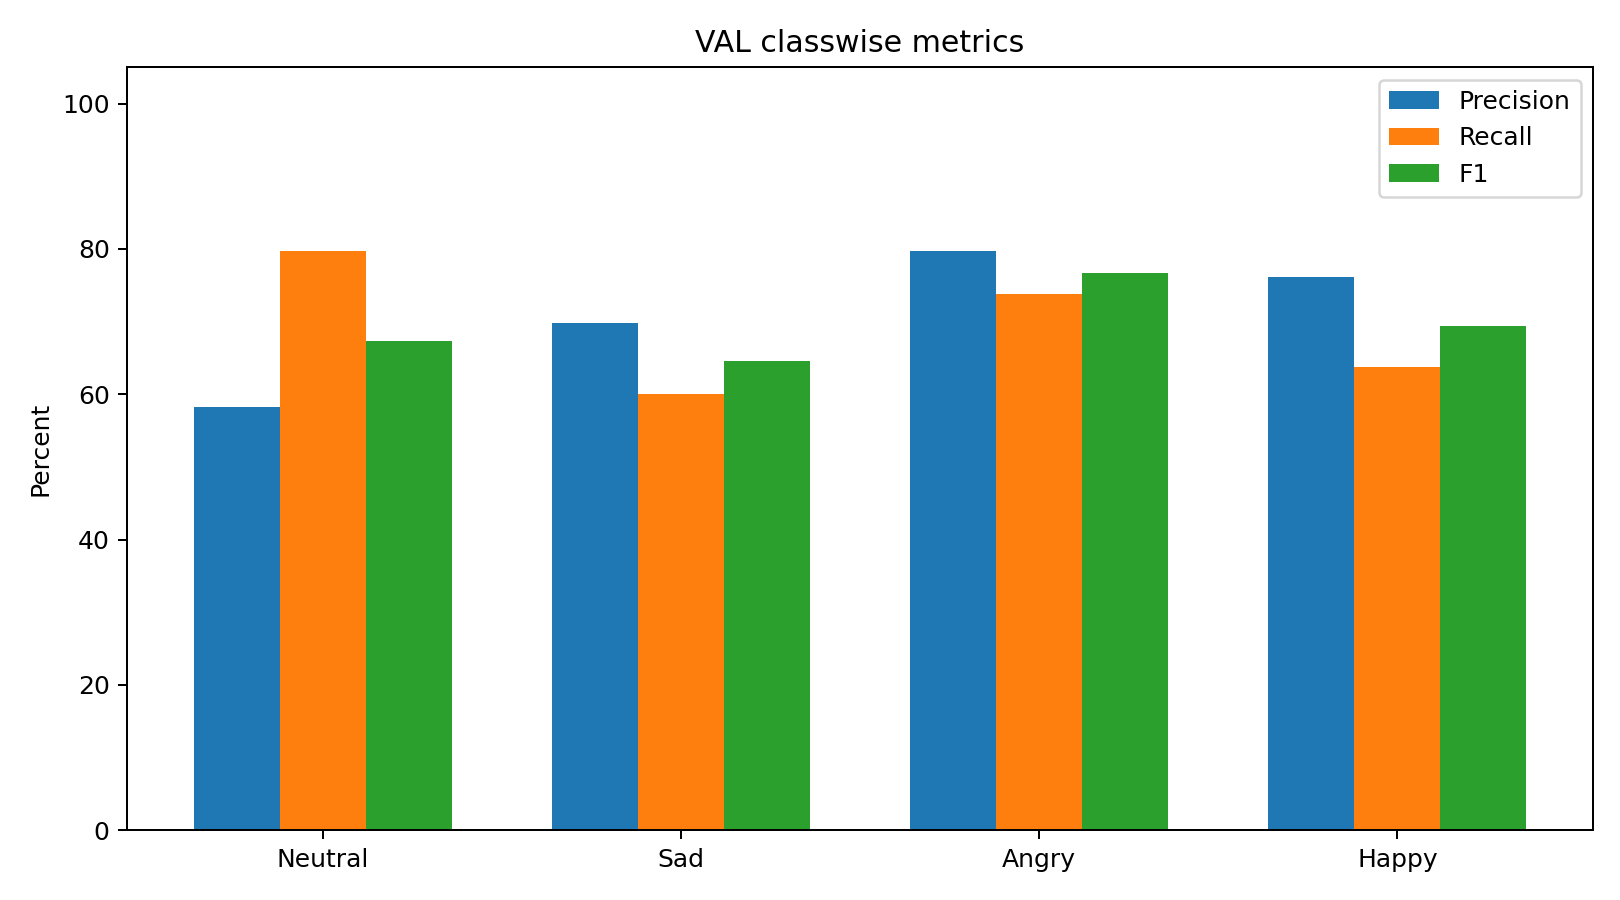 VAL classwise metrics
100
80
60
40
20
0
Percent
Precision
Recall
F1
Neutral
Sad
Angry
Happy